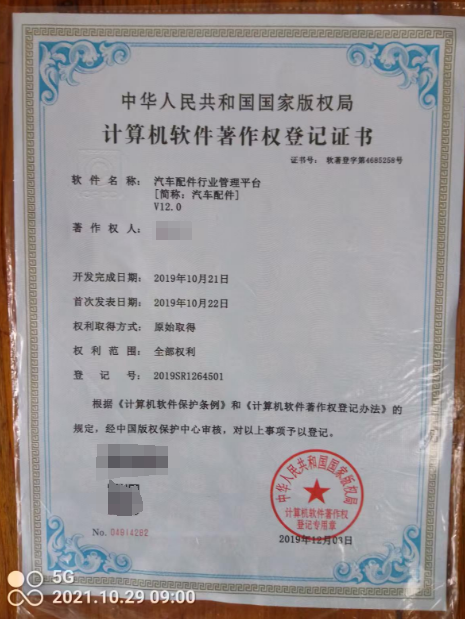 中华人民共和国国家版权局
计算机软件著作权登记证书
证书号： 软著登字第4685258号
软件名称： 汽车配件行业管理平台
[简称：汽车配件]
V12.0
著作权人：
开发完成日期： 2019年10月21日
首次发表日期： 2019年10月22日
权利取得方式： 原始取得
权利范围： 全部权利
登记号： 2019SR1264501
根据《计算机软件保护条例》和《计算机软件著作权登记办法》的
规定，经中国版权保护中心审核，对以上事项予以登记。
中华人民共和国国家版权局
计算机软件著作权
登记专用章
No. 04914282
2019年12月03日
5G
2021.10.29 09:00